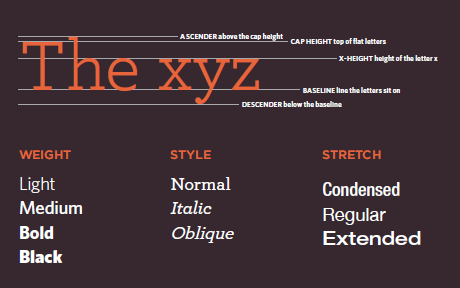 The xyz
ASCENDER above the cap height
CAP HEIGHT top of flat letters
X-HEIGHT height of the letter x
BASELINE line the letters sit on
DESCENDER below the baseline
WEIGHT
Light
Medium
Bold
Black
STYLE
Normal
Italic
Oblique
STRETCH
Condensed
Regular
Extended